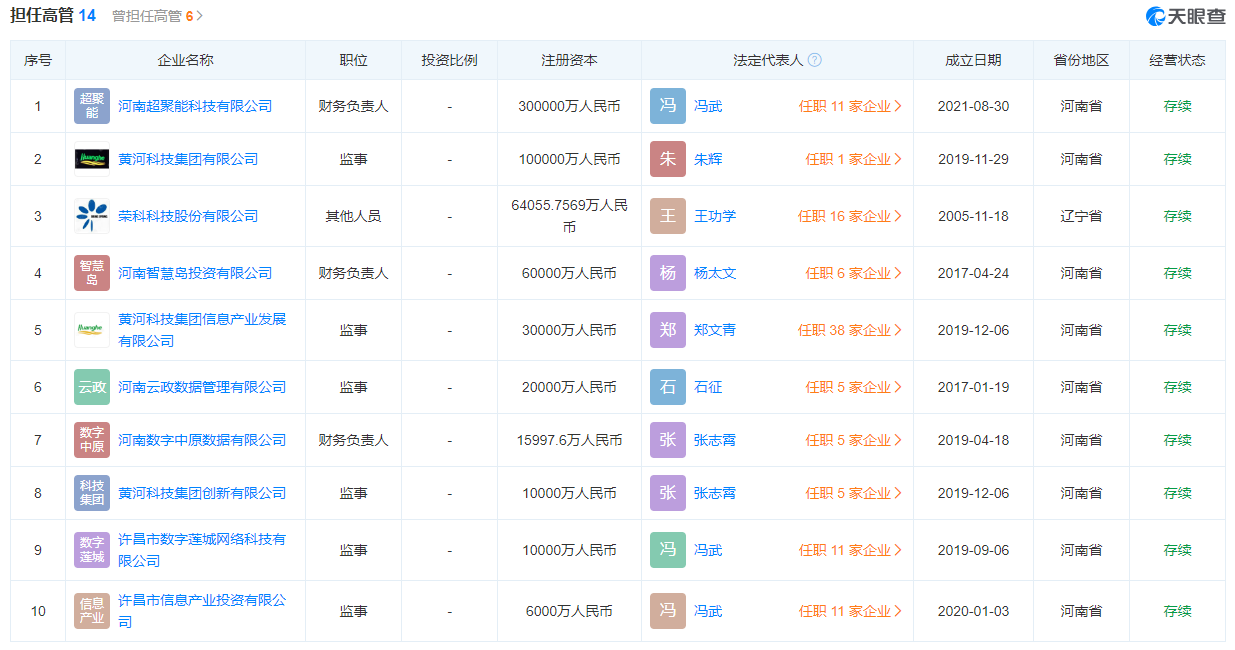 担任高管 14 曾担任高管 6
天眼查
序号 企业名称 职位 投资比例 注册资本 法定代表人 ? 成立日期 省份地区 经营状态
1 超聚能 河南超聚能科技有限公司 财务负责人 - 300000万人民币 冯 冯武 任职 11 家企业 2021-08-30 河南省 存续
2 Huanghe 黄河科技集团有限公司 监事 - 100000万人民币 朱 朱辉 任职 1 家企业 2019-11-29 河南省 存续
3 荣科科技股份有限公司 其他人员 - 64055.7569万人民币 王 王功学 任职 16 家企业 2005-11-18 辽宁省 存续
4 智慧岛 河南智慧岛投资有限公司 财务负责人 - 60000万人民币 杨 杨太文 任职 6 家企业 2017-04-24 河南省 存续
5 Huanghe 黄河科技集团信息产业发展有限公司 监事 - 30000万人民币 郑 郑文青 任职 38 家企业 2019-12-06 河南省 存续
6 云政 河南云政数据管理有限公司 监事 - 20000万人民币 石 石征 任职 5 家企业 2017-01-19 河南省 存续
7 数字中原 河南数字中原数据有限公司 财务负责人 - 15997.6万人民币 张 张志霄 任职 5 家企业 2019-04-18 河南省 存续
8 科技集团 黄河科技集团创新有限公司 监事 - 10000万人民币 张 张志霄 任职 5 家企业 2019-12-06 河南省 存续
9 数字莲城 许昌市数字莲城网络科技有限公司 监事 - 10000万人民币 冯 冯武 任职 11 家企业 2019-09-06 河南省 存续
10 信息产业 许昌市信息产业投资有限公司 监事 - 6000万人民币 冯 冯武 任职 11 家企业 2020-01-03 河南省 存续